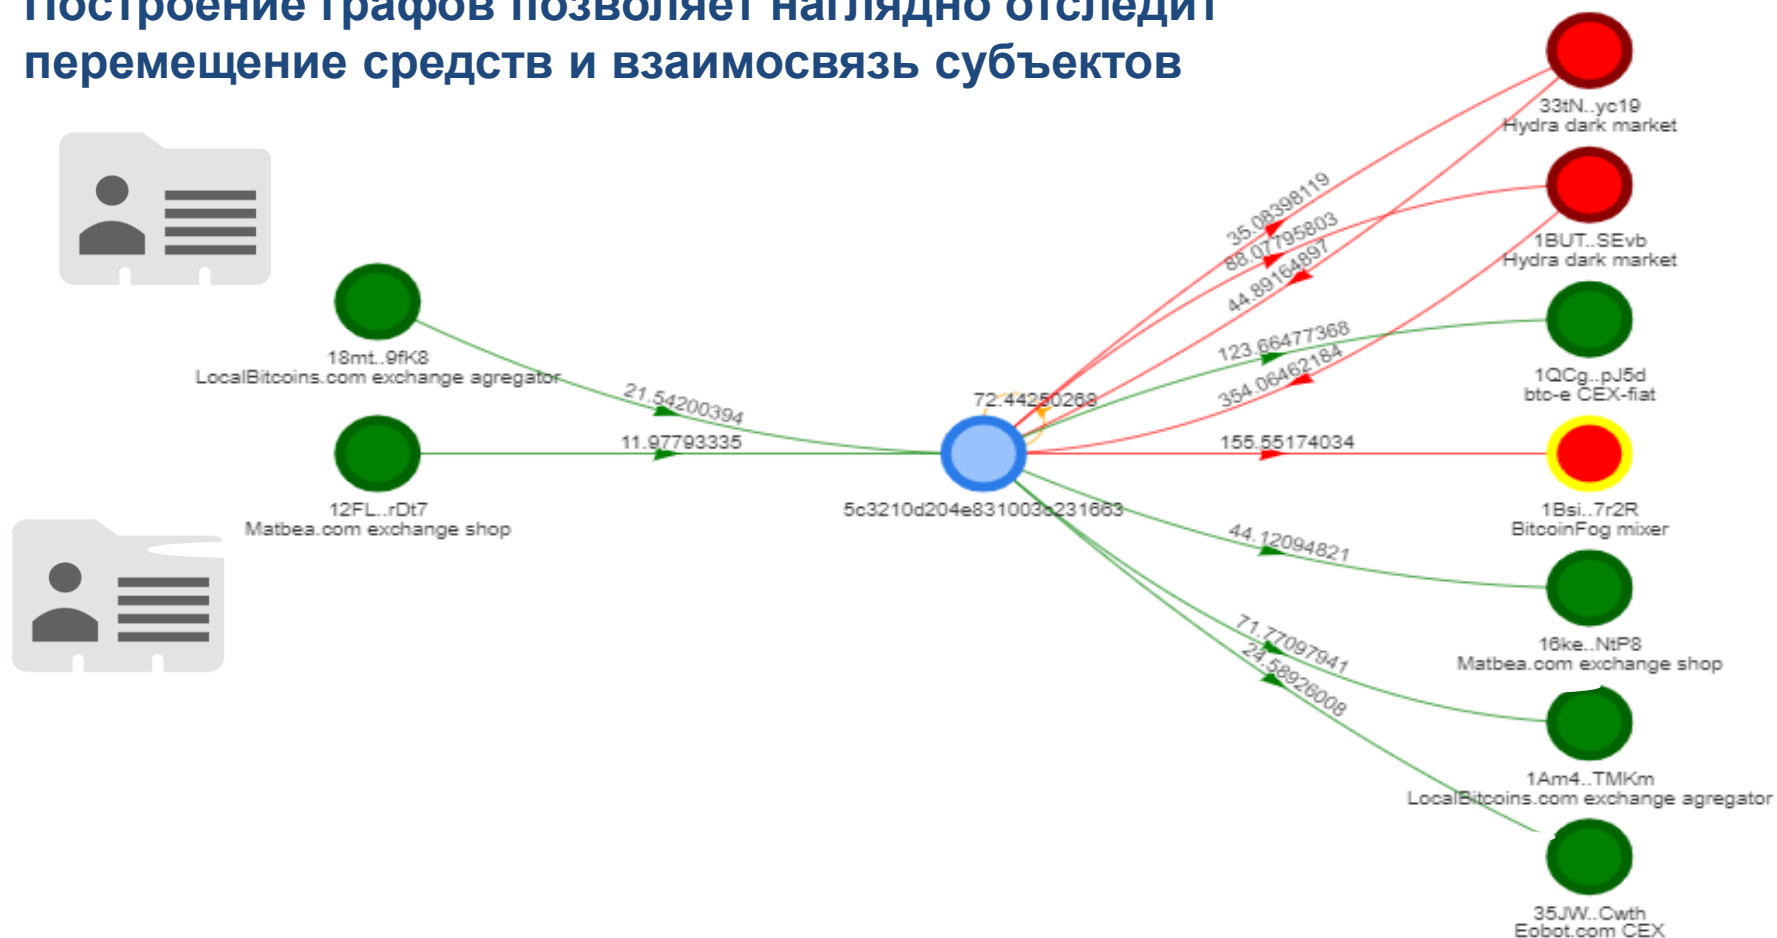 Построение графов позволяет наглядно отследит
перемещение средств и взаимосвязь субъектов
33tN..yc19
Hydra dark market
35.08398119
1BUT..SEvb
Hydra dark market
88.07795803
44.89164897
18mt..9fK8
LocalBitcoins.com exchange agregator
123.66477368
1QCg..pJ5d
btc-e CEX-fiat
354.06462184
21.54200394
72.44250268
11.97793335
155.55174034
12FL..rDt7
Matbea.com exchange shop
5c3210d204e831003c231663
1Bsi..7r2R
BitcoinFog mixer
44.12094821
16ke..NtP8
Matbea.com exchange shop
71.77097941
24.58926008
1Am4..TMKm
LocalBitcoins.com exchange agregator
35JW..Cwth
Eobot.com CEX